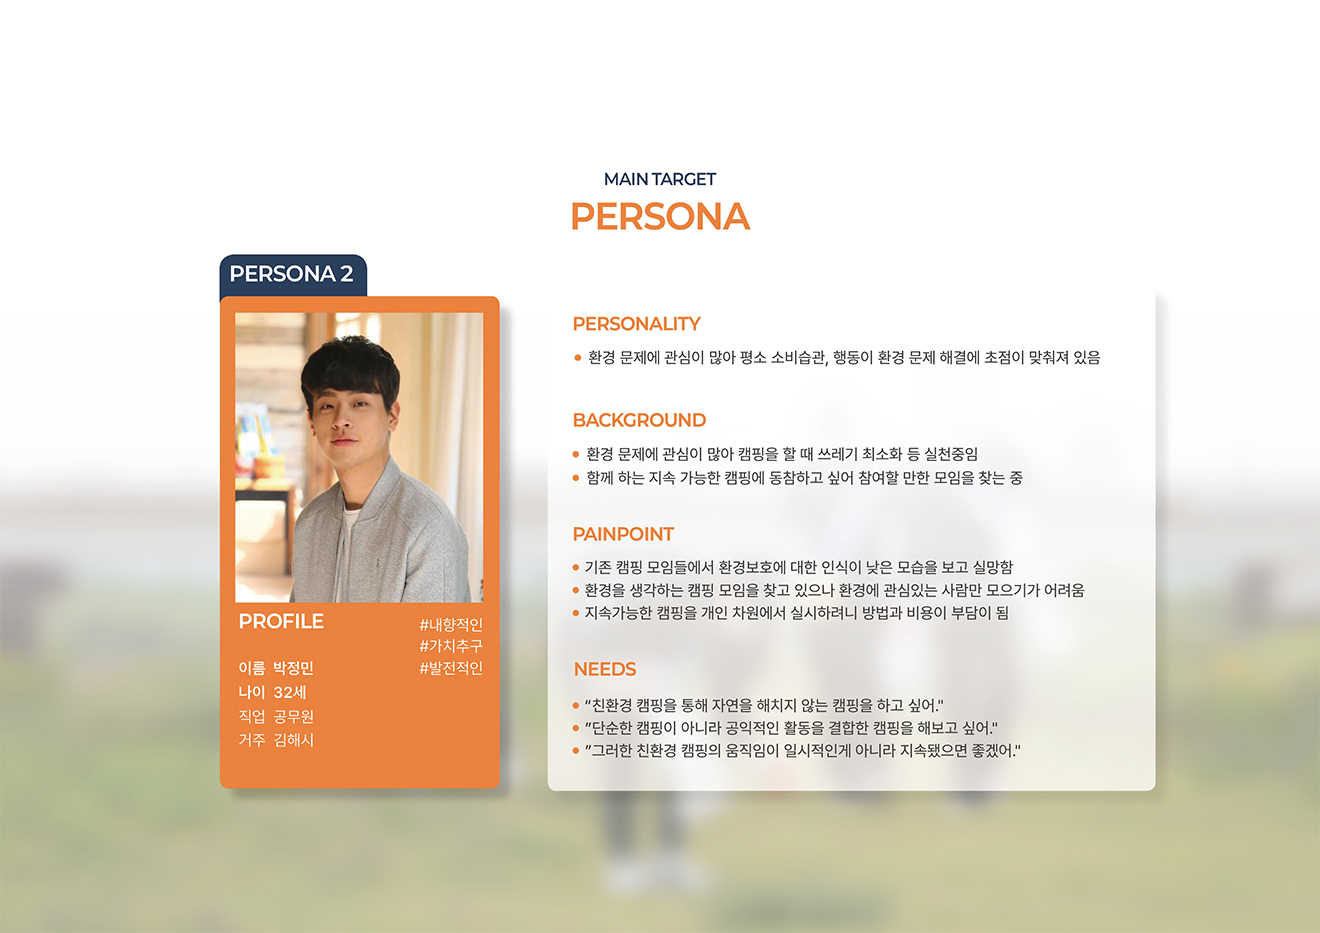 MAIN TARGET
PERSONA
PERSONA 2
PROFILE
#내향적인
#가치추구
#발전적인
이름 박정민
나이 32세
직업 공무원
거주 김해시
PERSONALITY
• 환경 문제에 관심이 많아 평소 소비습관, 행동이 환경 문제 해결에 초점이 맞춰져 있음
BACKGROUND
• 환경 문제에 관심이 많아 캠핑을 할 때 쓰레기 최소화 등 실천중임
• 함께 하는 지속 가능한 캠핑에 동참하고 싶어 참여할 만한 모임을 찾는 중
PAINPOINT
• 기존 캠핑 모임들에서 환경보호에 대한 인식이 낮은 모습을 보고 실망함
• 환경을 생각하는 캠핑 모임을 찾고 있으나 환경에 관심있는 사람만 모으기가 어려움
• 지속가능한 캠핑을 개인 차원에서 실시하려니 방법과 비용이 부담이 됨
NEEDS
• “친환경 캠핑을 통해 자연을 해치지 않는 캠핑을 하고 싶어."
• “단순한 캠핑이 아니라 공익적인 활동을 결합한 캠핑을 해보고 싶어."
• “그러한 친환경 캠핑의 움직임이 일시적인게 아니라 지속됐으면 좋겠어."